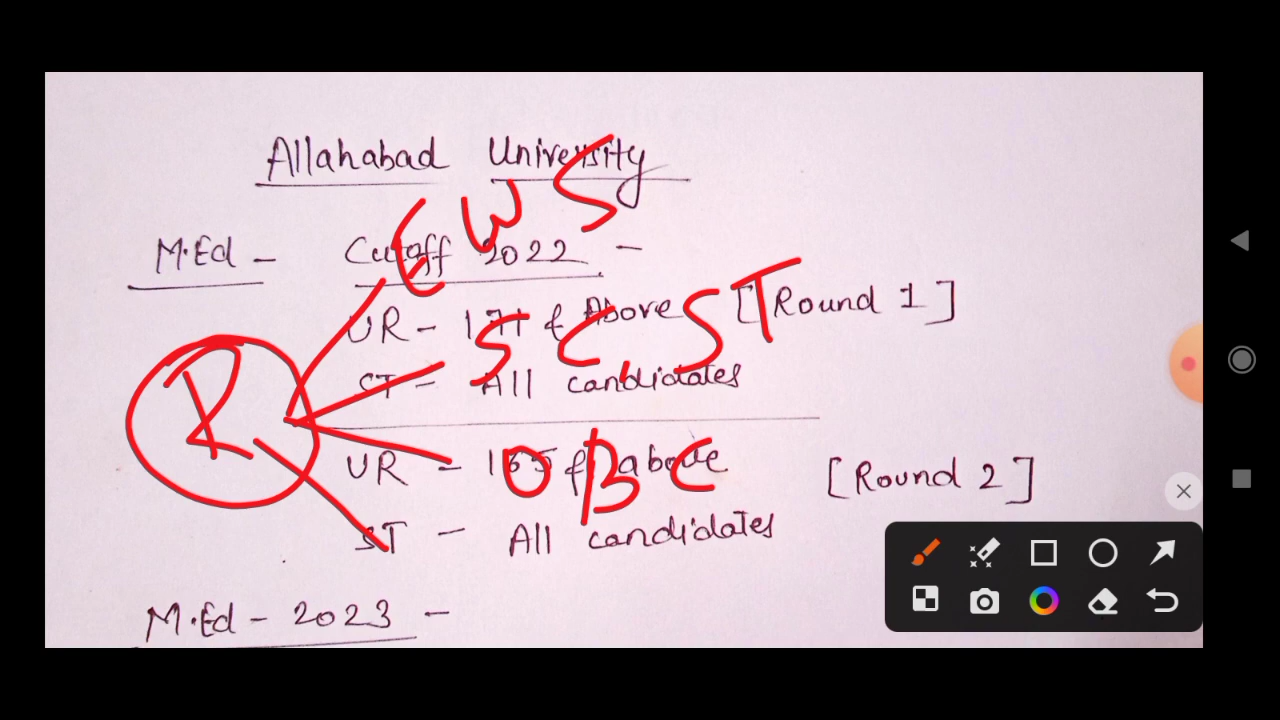 Allahabad University
M.Ed - Cutoff 2022 -
UR - 171 & Above [Round 1]
ST - All candidates
UR - 165 & above [Round 2]
ST - All candidates
M.Ed - 2023 -
EWS
SC, ST
OBC
R